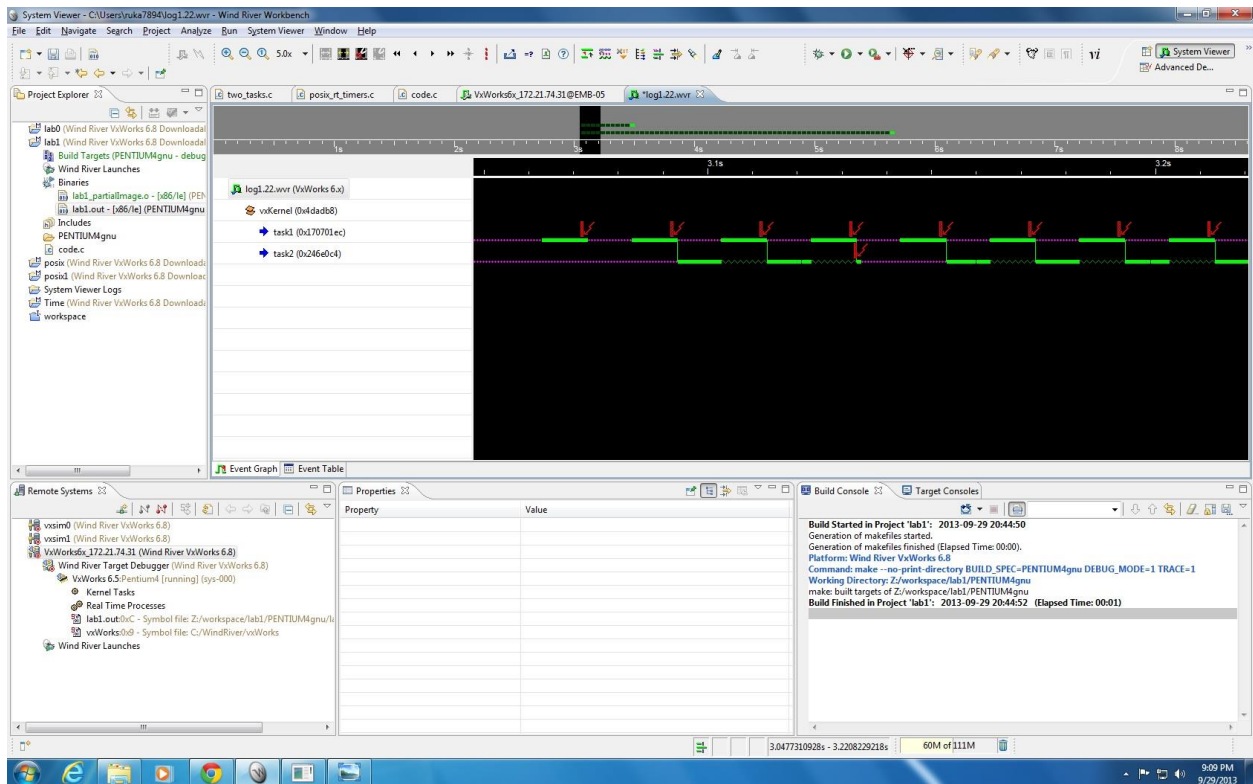 System Viewer - C:\Users\ruka7894\log1.22.wvr - Wind River Workbench
File Edit Navigate Search Project Analyze Run System Viewer Window Help
5.0x
vi
System Viewer
Advanced De...
Project Explorer
lab0 (Wind River VxWorks 6.8 Downloadal
lab1 (Wind River VxWorks 6.8 Downloadal
Build Targets (PENTIUM4gnu - debug
Wind River Launches
Binaries
lab1_partialImage.o - [x86/le] (PEN
lab1.out - [x86/le] (PENTIUM4gnu
Includes
PENTIUM4gnu
code.c
posix (Wind River VxWorks 6.8 Downloada
posix1 (Wind River VxWorks 6.8 Downloac
System Viewer Logs
Time (Wind River VxWorks 6.8 Downloada
workspace
two_tasks.c
posix_rt_timers.c
code.c
VxWorks6x_172.21.74.31@EMB-05
*log1.22.wvr
1s 2s 3s 4s 5s 6s 7s 8s
3.1s 3.2s
log1.22.wvr (VxWorks 6.x)
vxKernel (0x4dadb8)
task1 (0x170701ec)
task2 (0x246e0c4)
Event Graph Event Table
Remote Systems
vxsim0 (Wind River VxWorks 6.8)
vxsim1 (Wind River VxWorks 6.8)
VxWorks6x_172.21.74.31 (Wind River VxWorks 6.8)
Wind River Target Debugger (Wind River VxWorks 6.8)
VxWorks 6.5:Pentium4 [running] (sys-000)
Kernel Tasks
Real Time Processes
lab1.out:0xC - Symbol file: Z:/workspace/lab1/PENTIUM4gnu/la
vxWorks:0x9 - Symbol file: C:/WindRiver/vxWorks
Wind River Launches
Properties
Property Value
Build Console Target Consoles
Build Started in Project 'lab1': 2013-09-29 20:44:50
Generation of makefiles started.
Generation of makefiles finished (Elapsed Time: 00:00).
Platform: Wind River VxWorks 6.8
Command: make --no-print-directory BUILD_SPEC=PENTIUM4gnu DEBUG_MODE=1 TRACE=1
Working Directory: Z:/workspace/lab1/PENTIUM4gnu
make: built targets of Z:/workspace/lab1/PENTIUM4gnu
Build Finished in Project 'lab1': 2013-09-29 20:44:52 (Elapsed Time: 00:01)
3.0477310928s - 3.2208229218s
60M of 111M
9:09 PM
9/29/2013